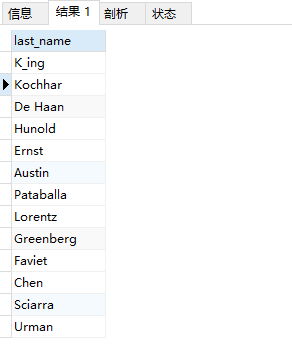 信息 结果 1 剖析 状态
last_name
K_ing
Kochhar
De Haan
Hunold
Ernst
Austin
Pataballa
Lorentz
Greenberg
Faviet
Chen
Sciarra
Urman